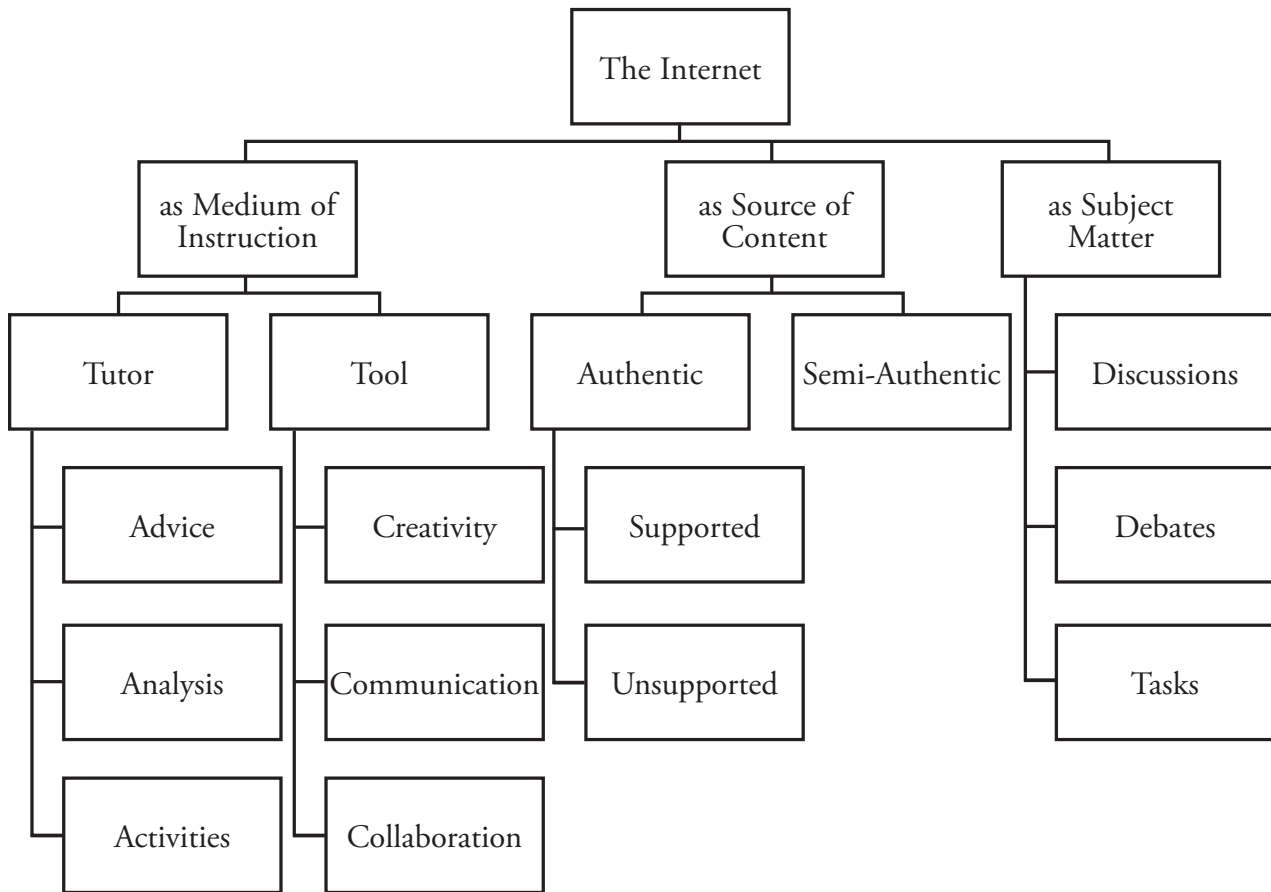 The Internet
as Medium of
Instruction
as Source of
Content
as Subject
Matter
Tutor
Tool
Authentic
Semi-Authentic
Discussions
Advice
Creativity
Supported
Debates
Analysis
Communication
Unsupported
Tasks
Activities
Collaboration